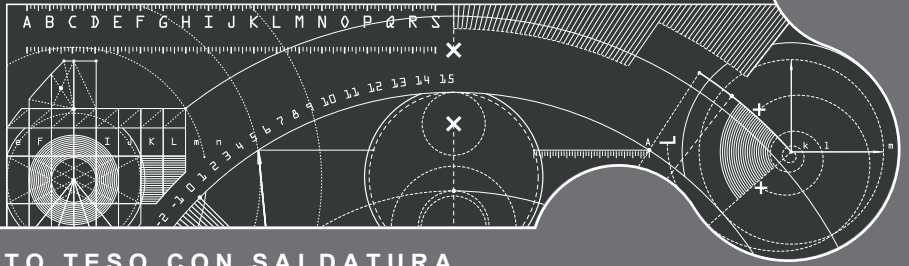 A B C D E F G H I J K L M N O P Q R S
-2 -1 0 1 2 3 4 5 6 7 8 9 10 11 12 13 14 15
e F I J K L m n
A L
k l m
TO TESO CON SALDATURA